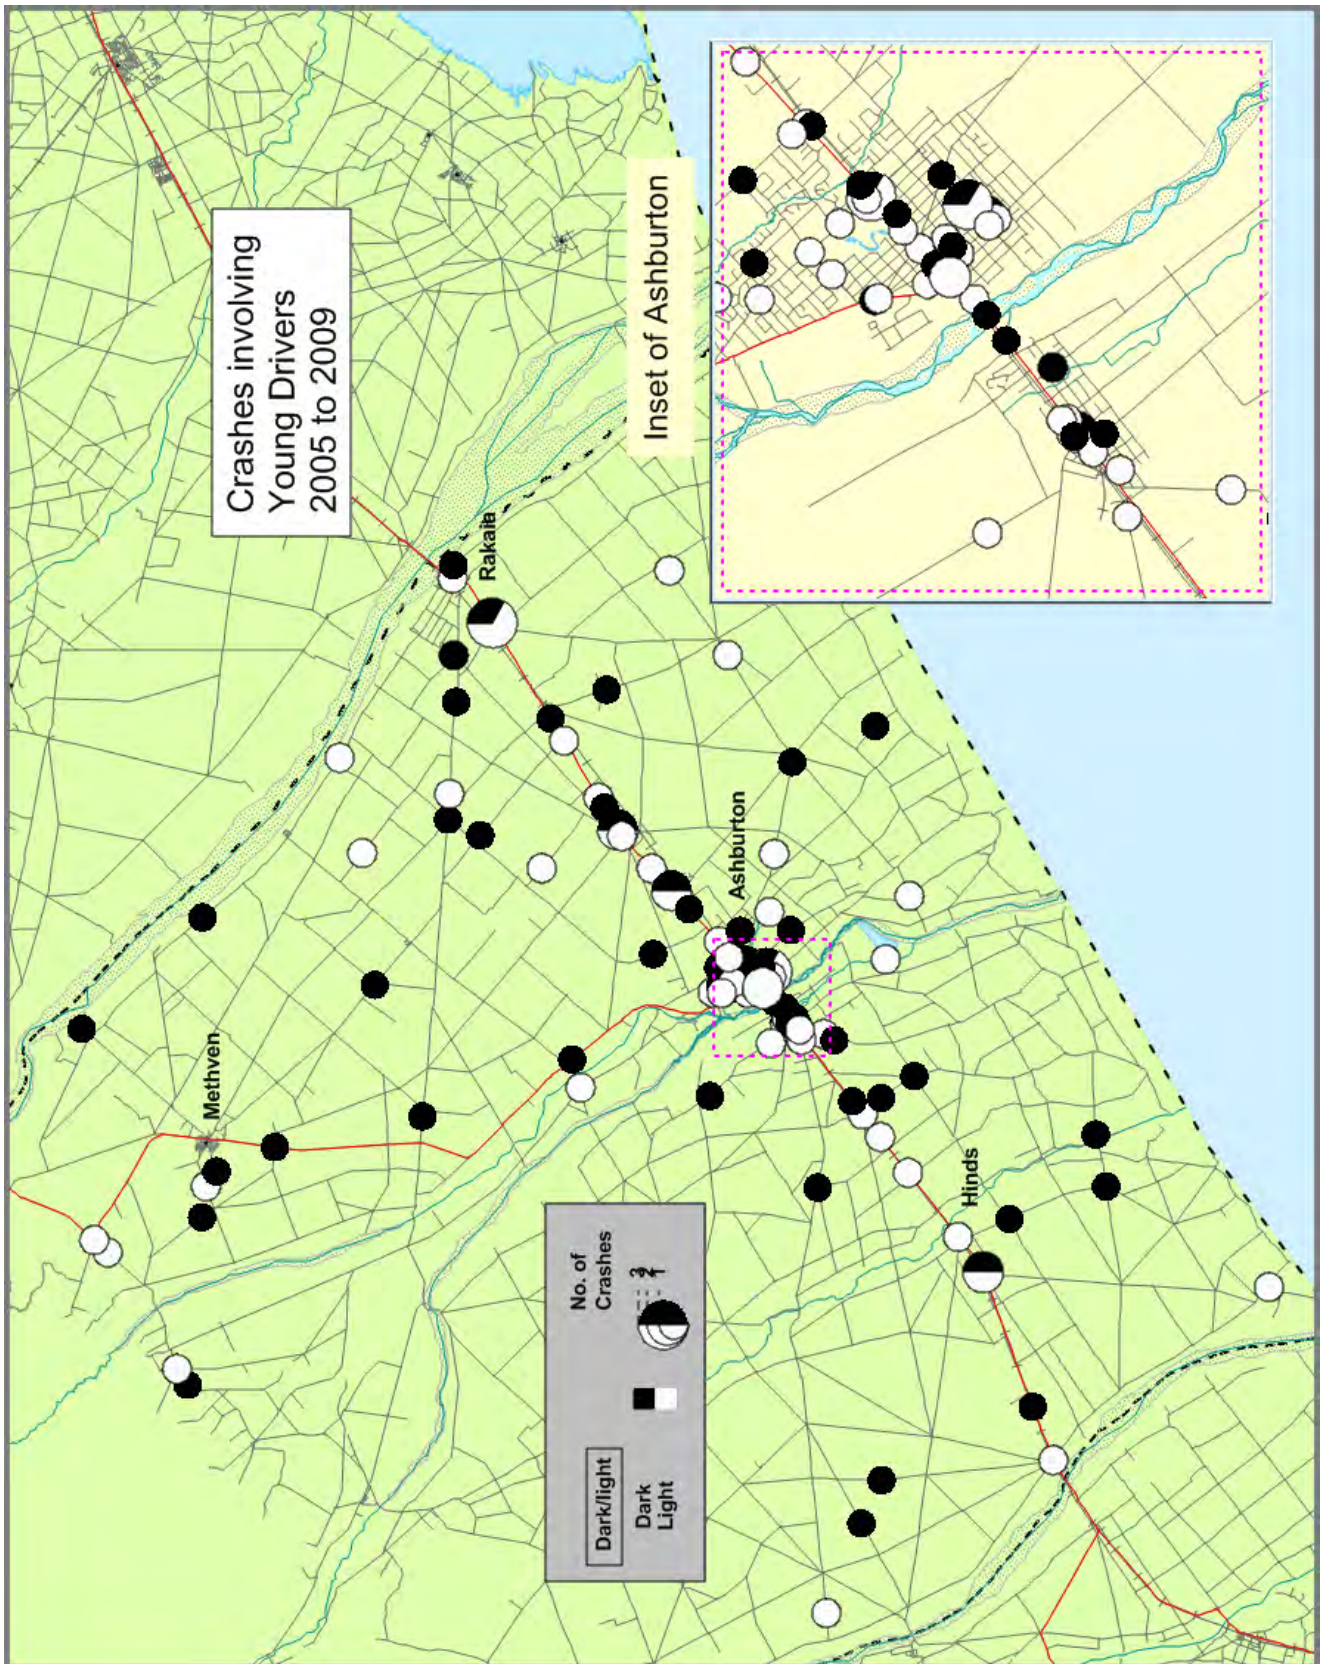 Crashes involving
Young Drivers
2005 to 2009
Inset of Ashburton
Rakaia
Ashburton
Methven
Hinds
No. of
Crashes
3
2
1
Dark/light
Dark
Light